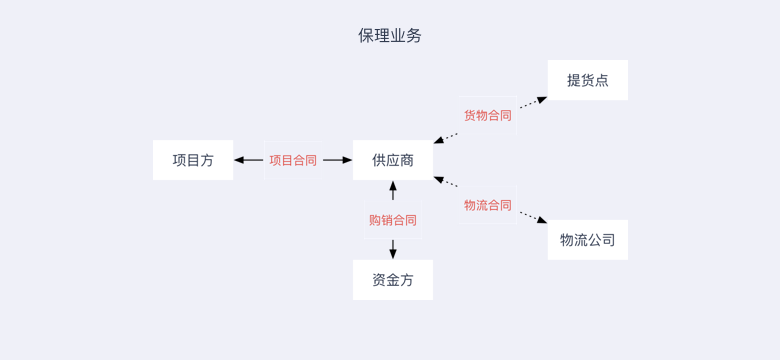 保理业务
提货点
货物合同
项目方
项目合同
供应商
物流合同
购销合同
物流公司
资金方